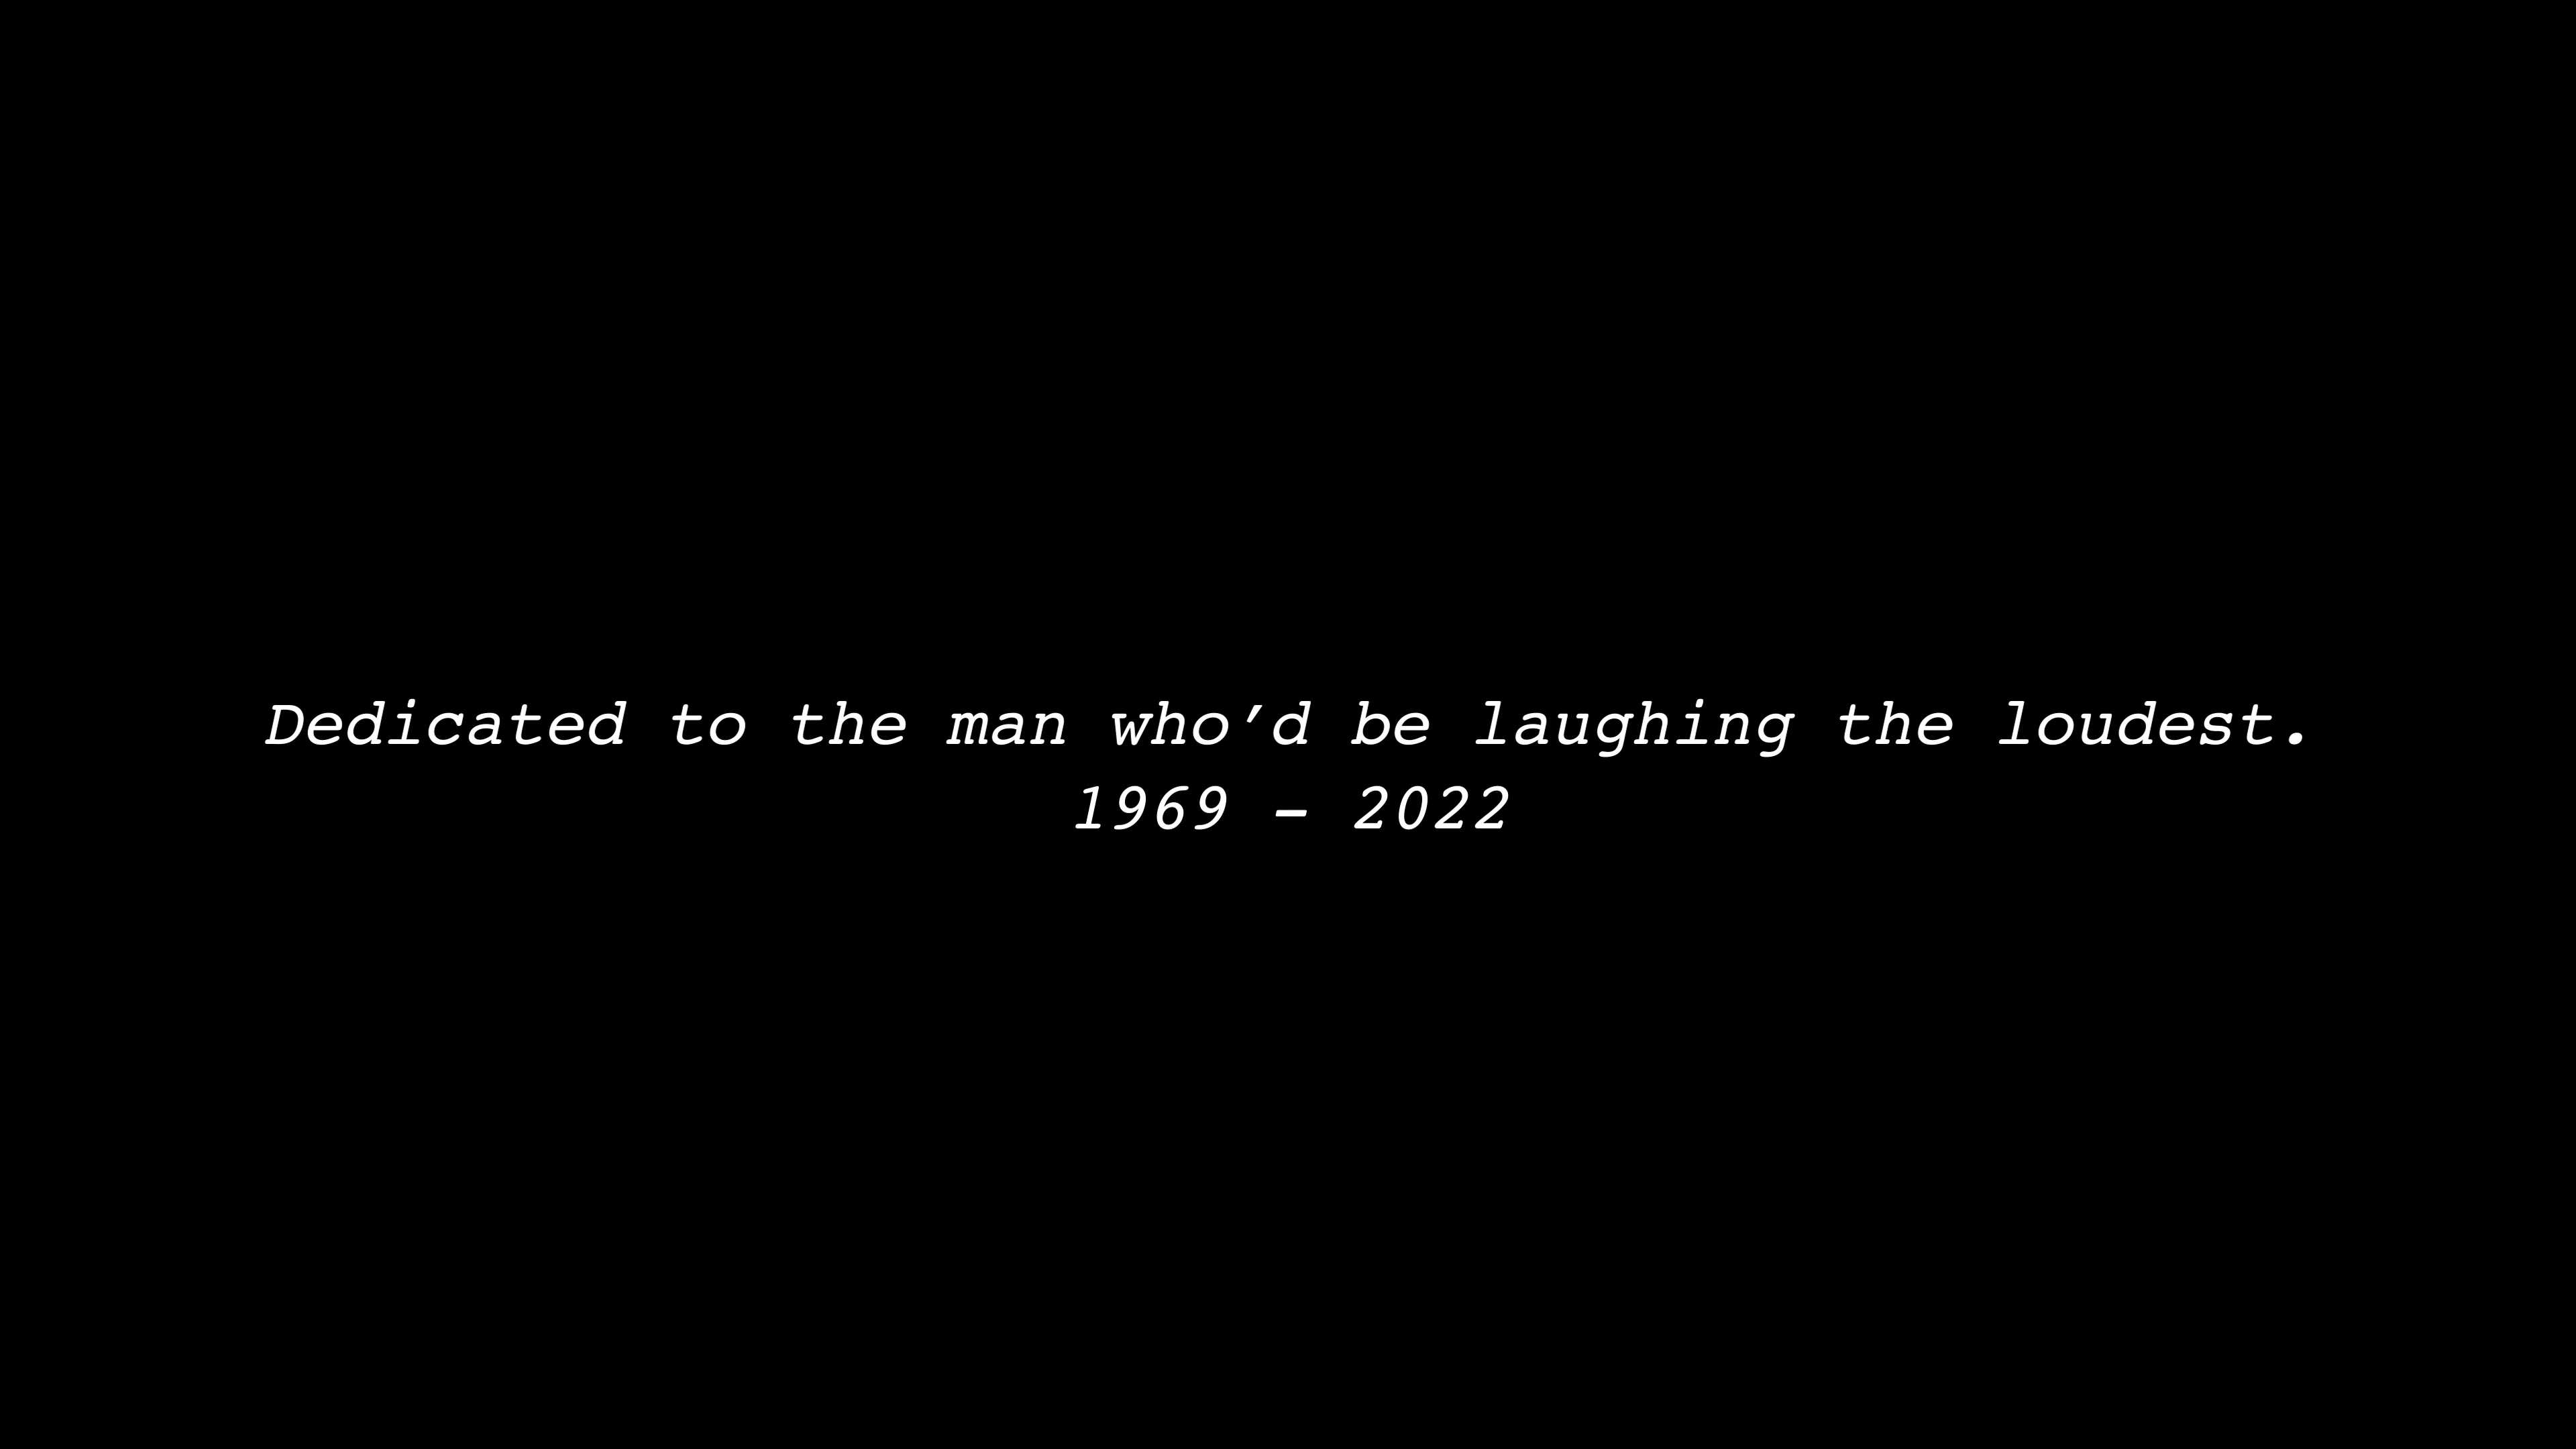 Dedicated to the man who’d be laughing the loudest.
1969 – 2022